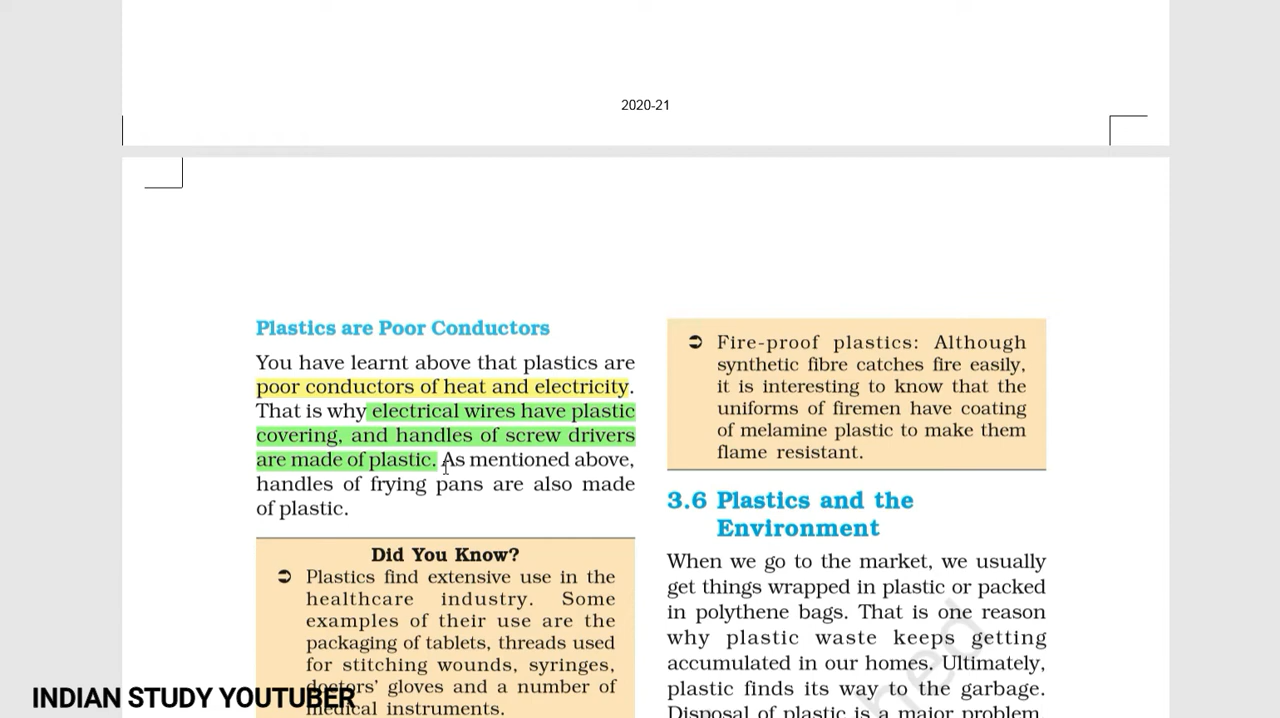 2020-21
Plastics are Poor Conductors
You have learnt above that plastics are
poor conductors of heat and electricity.
That is why electrical wires have plastic
covering, and handles of screw drivers
are made of plastic. As mentioned above,
handles of frying pans are also made
of plastic.
Did You Know?
➲ Plastics find extensive use in the
healthcare industry. Some
examples of their use are the
packaging of tablets, threads used
for stitching wounds, syringes,
doctors' gloves and a number of
medical instruments.
➲ Fire-proof plastics: Although
synthetic fibre catches fire easily,
it is interesting to know that the
uniforms of firemen have coating
of melamine plastic to make them
flame resistant.
3.6 Plastics and the
Environment
When we go to the market, we usually
get things wrapped in plastic or packed
in polythene bags. That is one reason
why plastic waste keeps getting
accumulated in our homes. Ultimately,
plastic finds its way to the garbage.
Disposal of plastic is a major problem.
INDIAN STUDY YOUTUBER